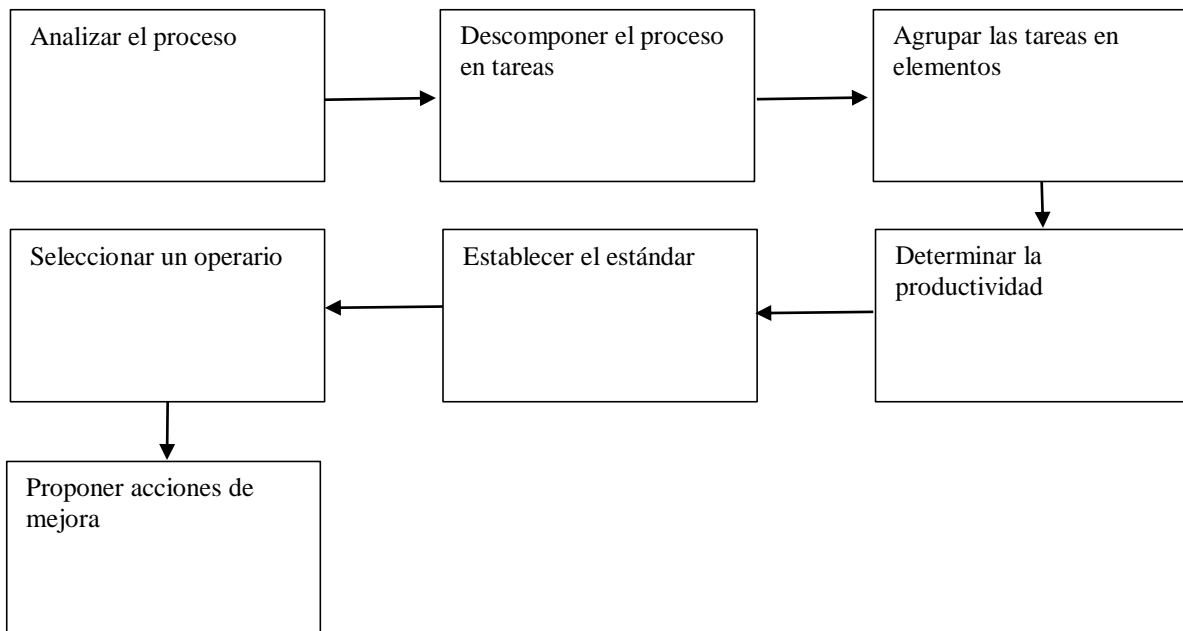 Analizar el proceso
Descomponer el proceso
en tareas
Agrupar las tareas en
elementos
Determinar la
productividad
Establecer el estándar
Seleccionar un operario
Proponer acciones de
mejora